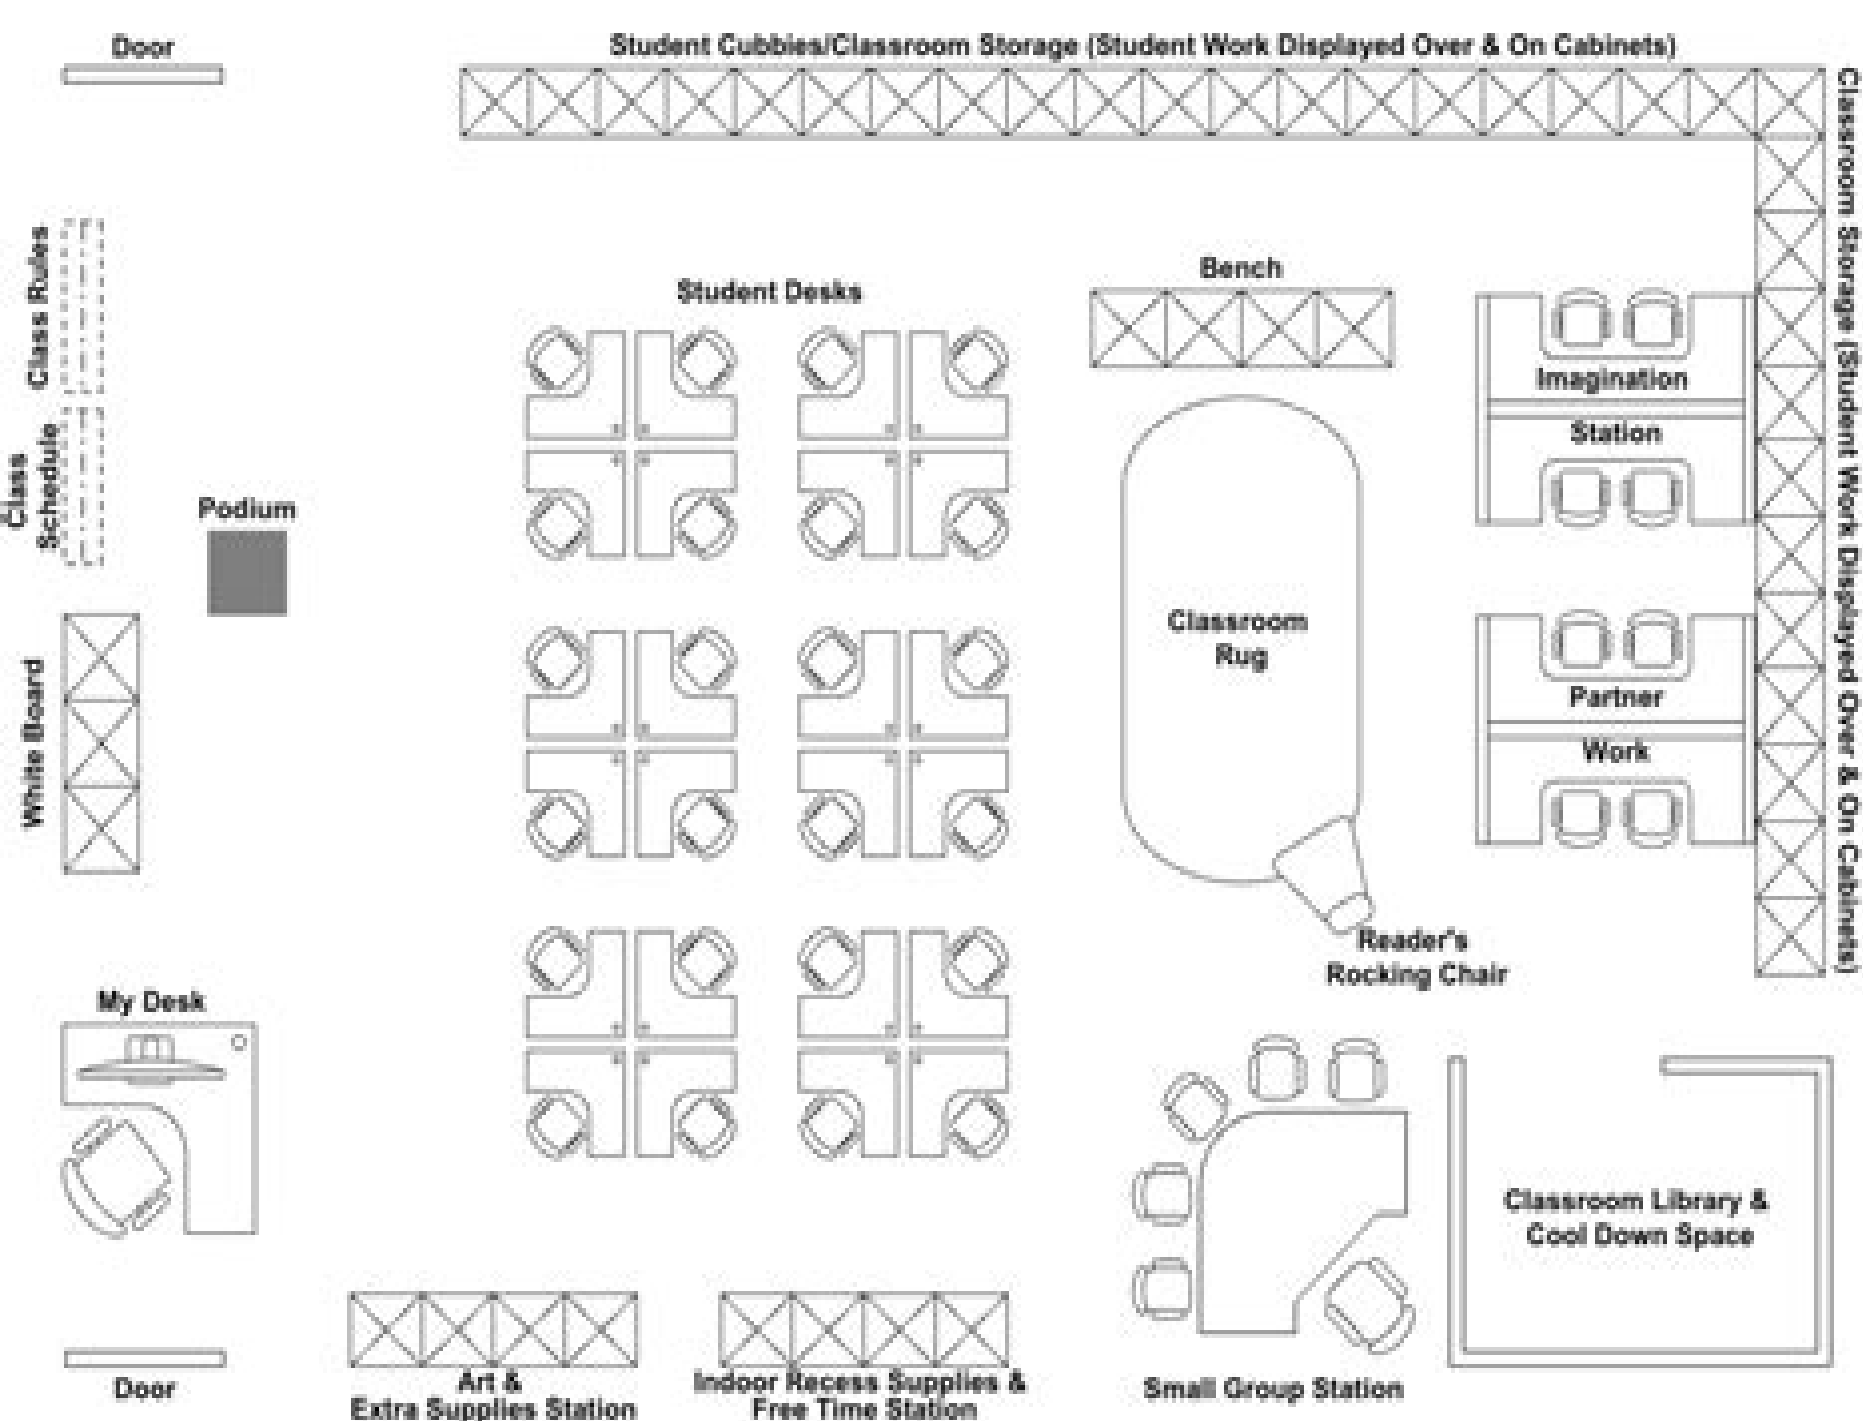 Door
Student Cubbies/Classroom Storage (Student Work Displayed Over & On Cabinets)
Classroom Storage (Student Work Displayed Over & On Cabinets)
Class Rules
Class
Schedule
Podium
White Board
Student Desks
Bench
Imagination
Station
Classroom
Rug
Partner
Work
Reader's
Rocking Chair
My Desk
Classroom Library &
Cool Down Space
Door
Art &
Extra Supplies Station
Indoor Recess Supplies &
Free Time Station
Small Group Station